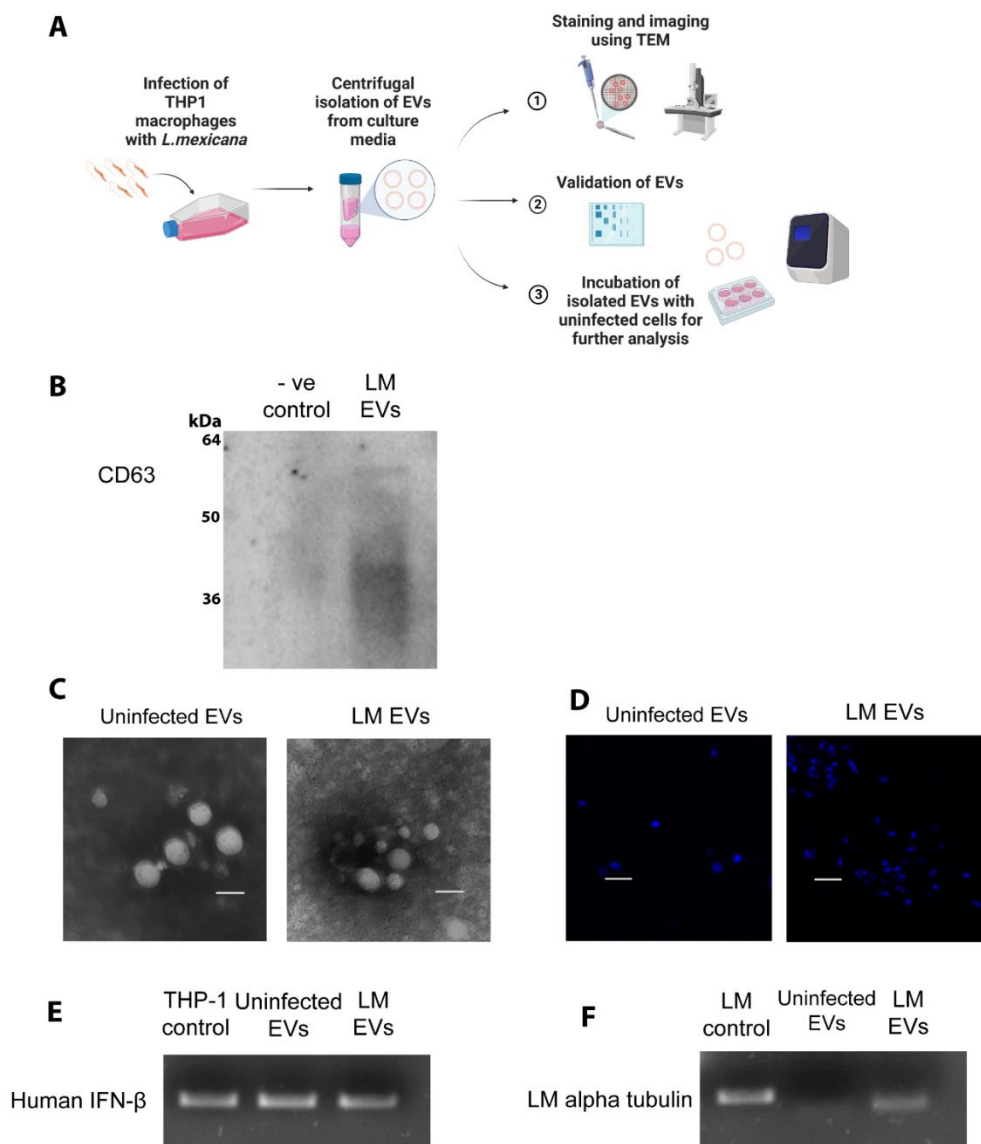 A
Infection of
THP1
macrophages
with L.mexicana
Centrifugal
isolation of EVs
from culture
media
Staining and imaging
using TEM
1
Validation of EVs
2
3
Incubation of
isolated EVs with
uninfected cells for
further analysis
B
- ve
control
LM
EVs
kDa
64
CD63
50
36
C
Uninfected EVs
LM EVs
D
Uninfected EVs
LM EVs
E
THP-1
control
Uninfected
EVs
LM
EVs
Human IFN-β
F
LM
control
Uninfected
EVs
LM
EVs
LM alpha tubulin